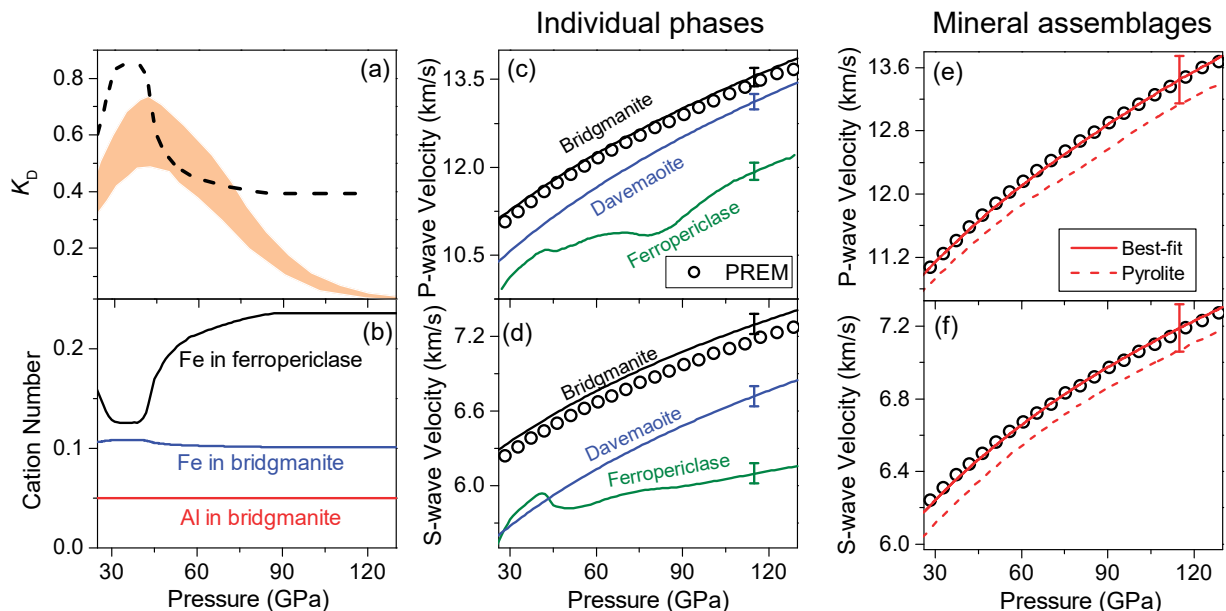 Individual phases
Mineral assemblages
(a)
K_D
0.8
0.6
0.4
0.2
(b)
Cation Number
0.2
0.1
0.0
Fe in ferropericlase
Fe in bridgmanite
Al in bridgmanite
30 60 90 120
Pressure (GPa)
(c)
P-wave Velocity (km/s)
13.5
12.0
10.5
Bridgmanite
Davemaoite
Ferropericlase
PREM
(d)
S-wave Velocity (km/s)
7.2
6.6
6.0
Bridgmanite
Davemaoite
Ferropericlase
30 60 90 120
Pressure (GPa)
(e)
P-wave Velocity (km/s)
13.6
12.8
12.0
11.2
Best-fit
Pyrolite
(f)
S-wave Velocity (km/s)
7.2
6.8
6.4
6.0
30 60 90 120
Pressure (GPa)